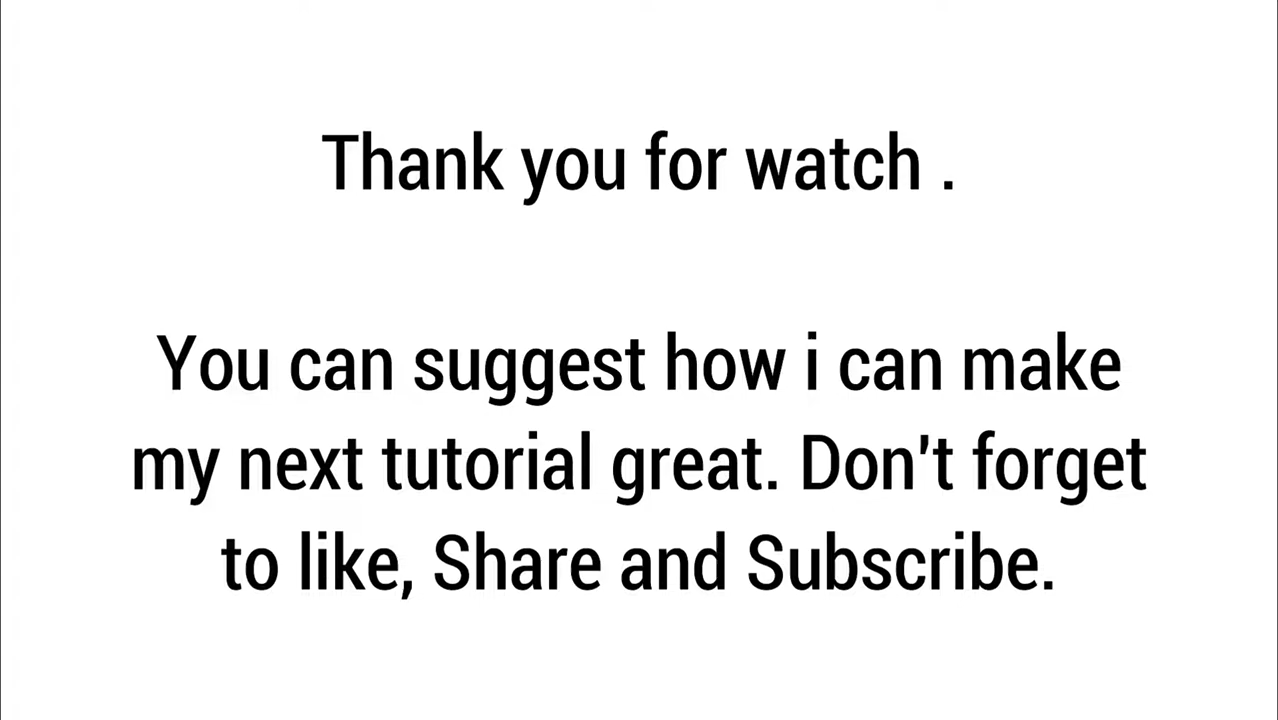 Thank you for watch .
You can suggest how i can make
my next tutorial great. Don't forget
to like, Share and Subscribe.